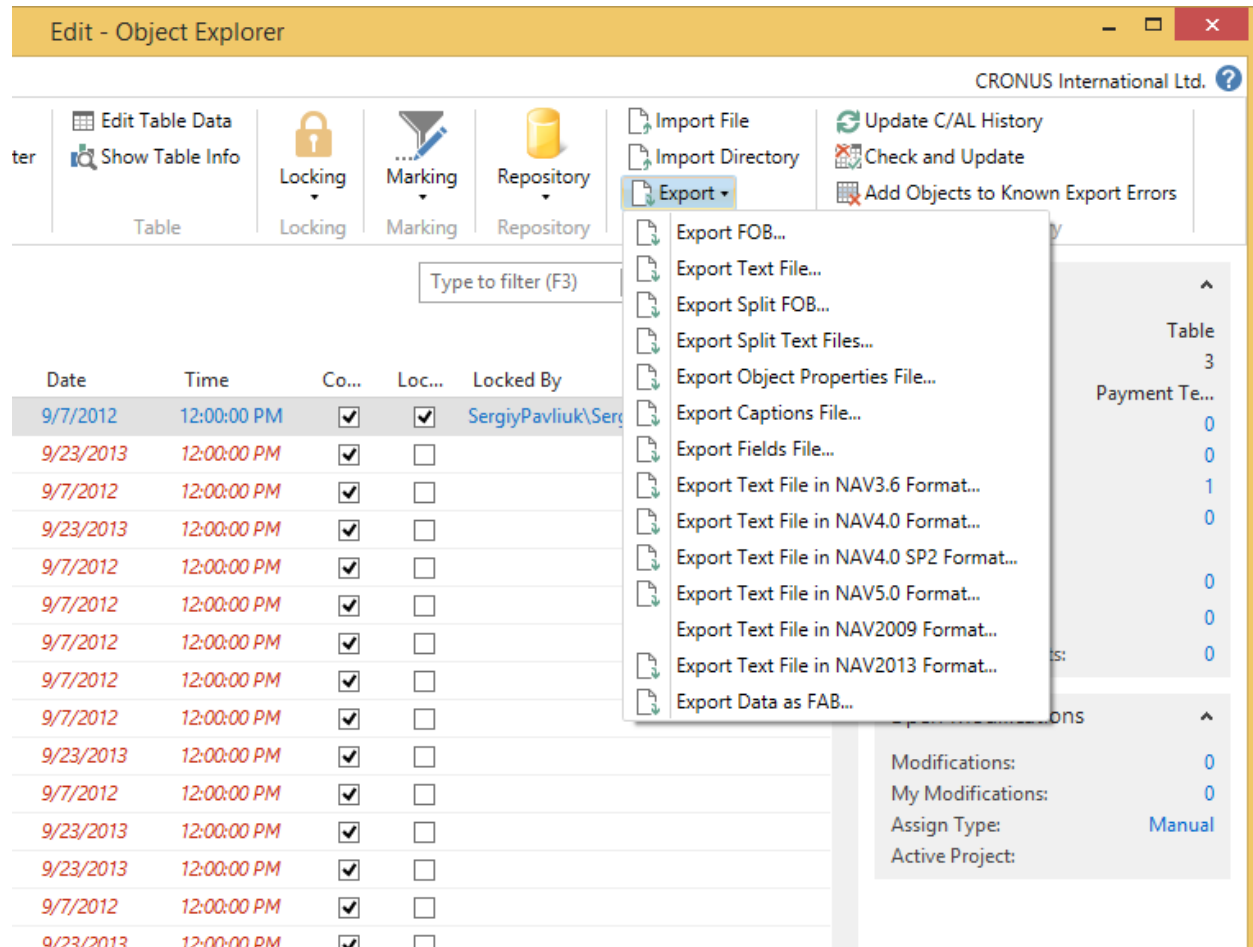 Edit - Object Explorer
CRONUS International Ltd.
Edit Table Data
Import File
Update C/AL History
ter
Show Table Info
Import Directory
Check and Update
Locking
Marking
Repository
Export
Add Objects to Known Export Errors
Table
Locking
Marking
Repository
y
Export FOB...
Export Text File...
Export Split FOB...
Export Split Text Files...
Export Object Properties File...
Export Captions File...
Export Fields File...
Export Text File in NAV3.6 Format...
Export Text File in NAV4.0 Format...
Export Text File in NAV4.0 SP2 Format...
Export Text File in NAV5.0 Format...
Export Text File in NAV2009 Format...
Export Text File in NAV2013 Format...
Export Data as FAB...
Type to filter (F3)
Date Time Co... Loc... Locked By
9/7/2012 12:00:00 PM SergiyPavliuk\Serg
9/23/2013 12:00:00 PM
9/7/2012 12:00:00 PM
9/23/2013 12:00:00 PM
9/7/2012 12:00:00 PM
9/7/2012 12:00:00 PM
9/7/2012 12:00:00 PM
9/7/2012 12:00:00 PM
9/7/2012 12:00:00 PM
9/23/2013 12:00:00 PM
9/7/2012 12:00:00 PM
9/23/2013 12:00:00 PM
9/23/2013 12:00:00 PM
9/7/2012 12:00:00 PM
9/23/2013 12:00:00 PM
Table
3
Payment Te...
0
0
1
0
0
0
ts: 0
Open Modifications
Modifications: 0
My Modifications: 0
Assign Type: Manual
Active Project: